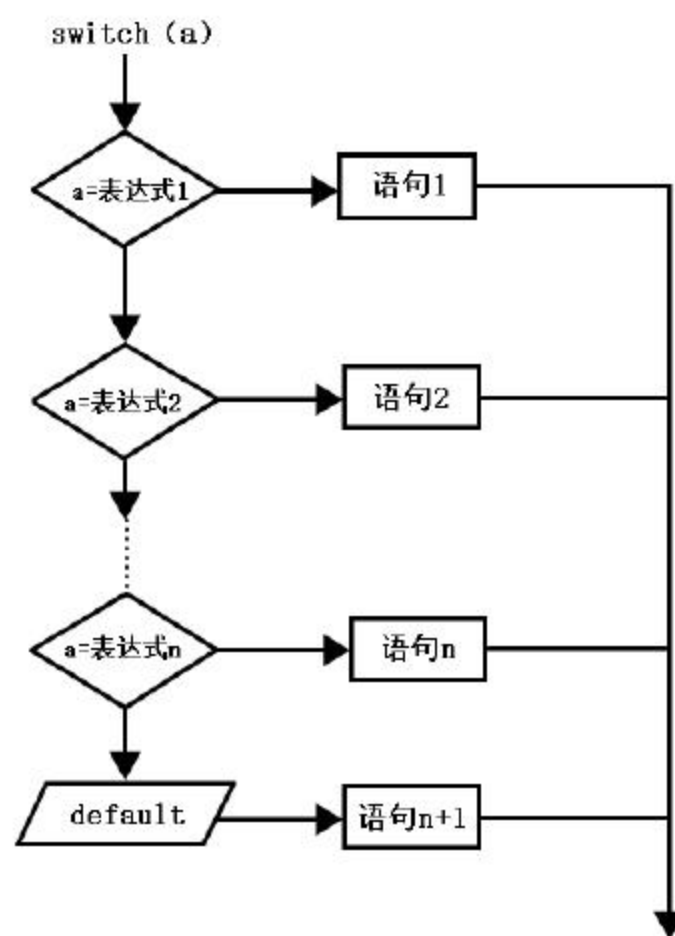 switch (a)
a=表达式1
语句1
a=表达式2
语句2
a=表达式n
语句n
default
语句n+1